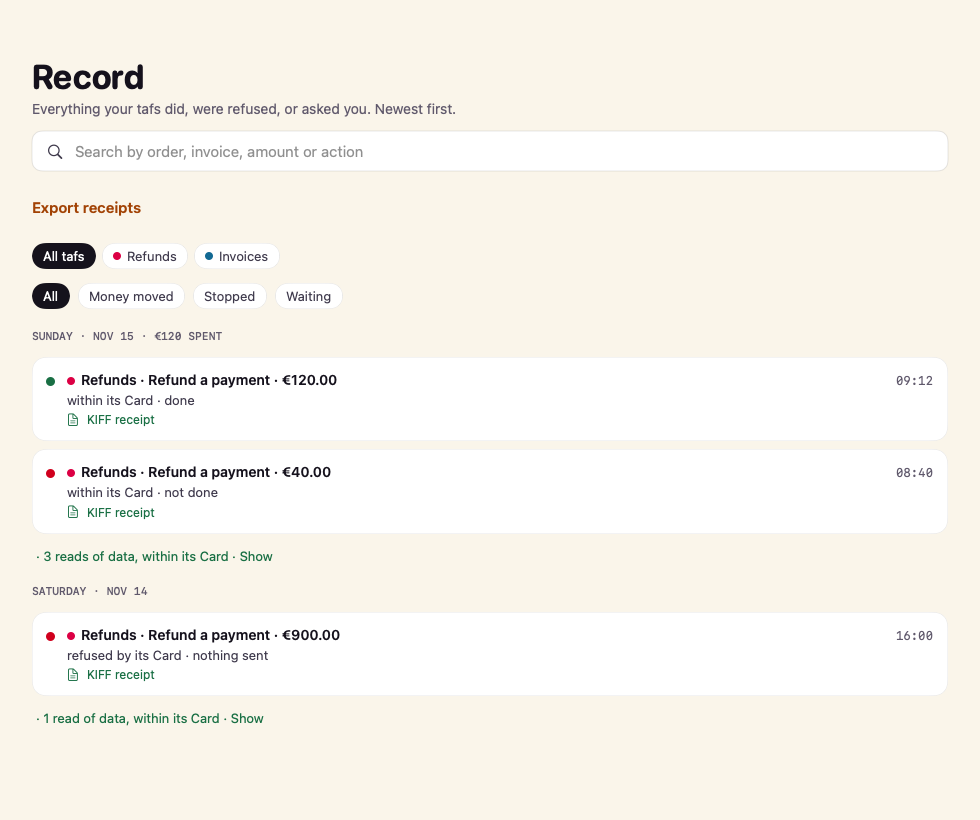 Record
Everything your tafs did, were refused, or asked you. Newest first.
Search by order, invoice, amount or action
Export receipts
All tafs
Refunds
Invoices
All
Money moved
Stopped
Waiting
SUNDAY · NOV 15 · €120 SPENT
Refunds · Refund a payment · €120.00
09:12
within its Card · done
KIFF receipt
Refunds · Refund a payment · €40.00
08:40
within its Card · not done
KIFF receipt
· 3 reads of data, within its Card · Show
SATURDAY · NOV 14
Refunds · Refund a payment · €900.00
16:00
refused by its Card · nothing sent
KIFF receipt
· 1 read of data, within its Card · Show